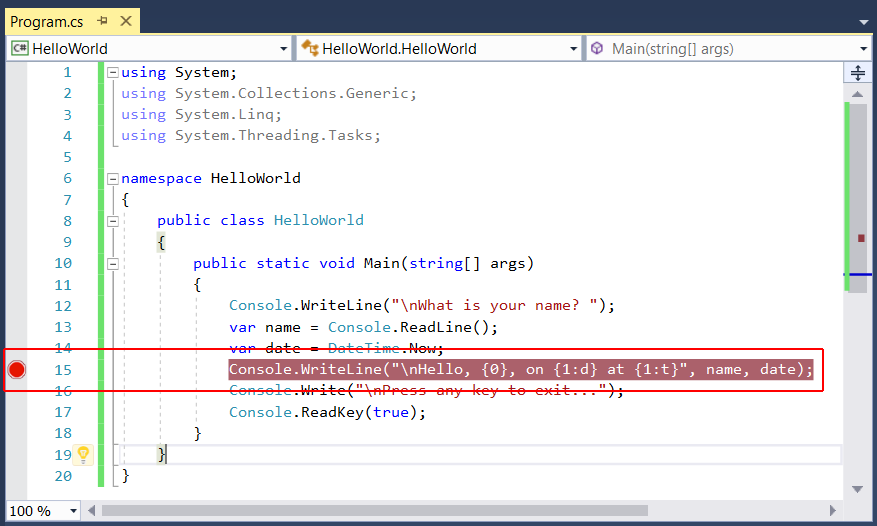 Program.cs
C# HelloWorld HelloWorld.HelloWorld Main(string[] args)
1 using System;
2 using System.Collections.Generic;
3 using System.Linq;
4 using System.Threading.Tasks;
5
6 namespace HelloWorld
7 {
8 public class HelloWorld
9 {
10 public static void Main(string[] args)
11 {
12 Console.WriteLine("\nWhat is your name? ");
13 var name = Console.ReadLine();
14 var date = DateTime.Now;
15 Console.WriteLine("\nHello, {0}, on {1:d} at {1:t}", name, date);
16 Console.Write("\nPress any key to exit...");
17 Console.ReadKey(true);
18 }
19 }
20 }
100 %